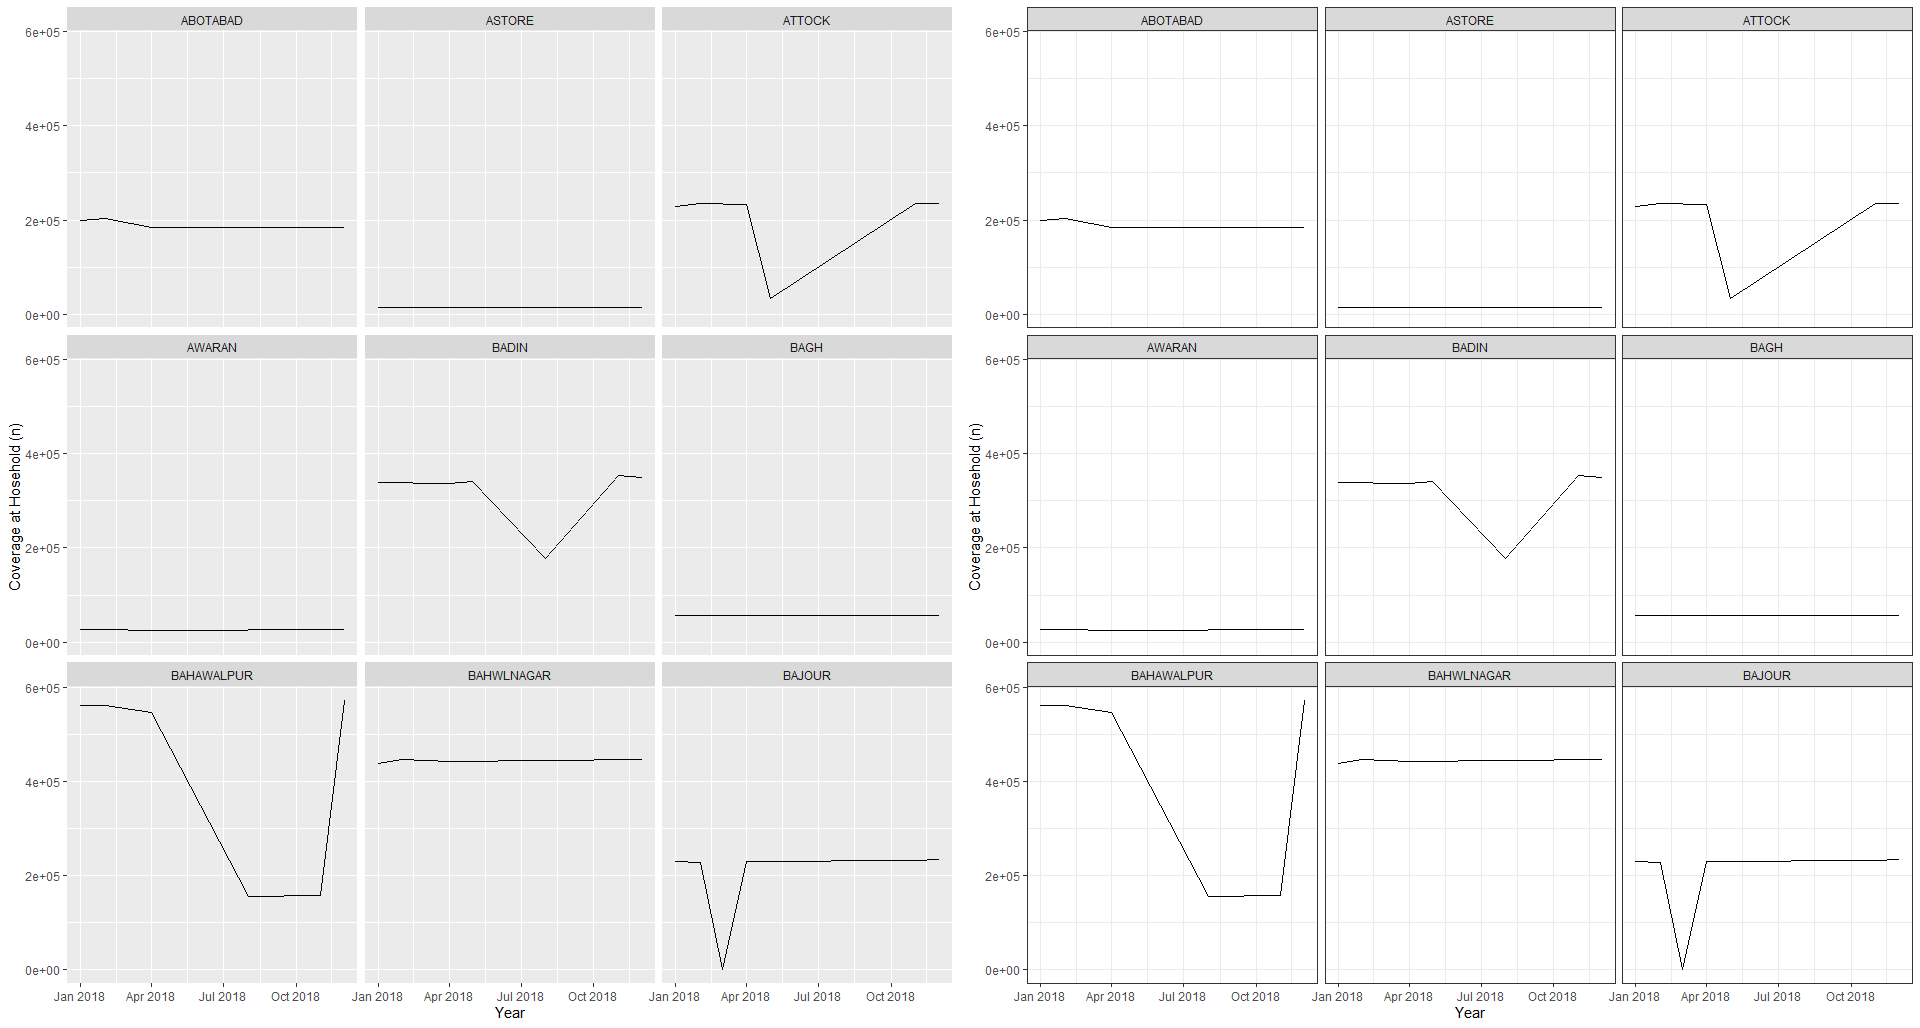 ABOTABAD ASTORE ATTOCK
6e+05
4e+05
2e+05
0e+00
AWARAN BADIN BAGH
6e+05
4e+05
2e+05
0e+00
BAHAWALPUR BAHWLNAGAR BAJOUR
6e+05
4e+05
2e+05
0e+00
Jan 2018 Apr 2018 Jul 2018 Oct 2018 Jan 2018 Apr 2018 Jul 2018 Oct 2018 Jan 2018 Apr 2018 Jul 2018 Oct 2018
Year
Coverage at Hosehold (n)
ABOTABAD ASTORE ATTOCK
6e+05
4e+05
2e+05
0e+00
AWARAN BADIN BAGH
6e+05
4e+05
2e+05
0e+00
BAHAWALPUR BAHWLNAGAR BAJOUR
6e+05
4e+05
2e+05
0e+00
Jan 2018 Apr 2018 Jul 2018 Oct 2018 Jan 2018 Apr 2018 Jul 2018 Oct 2018 Jan 2018 Apr 2018 Jul 2018 Oct 2018
Year
Coverage at Hosehold (n)